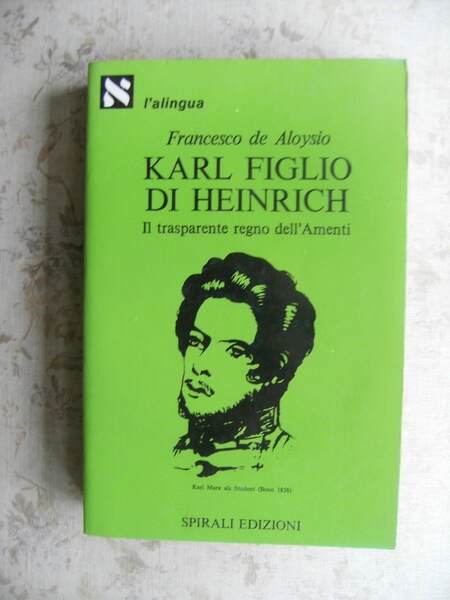 א l'alingua
Francesco de Aloysio
KARL FIGLIO
DI HEINRICH
Il trasparente regno dell'Amenti
Karl Marx als Student (Bonn 1836)
SPIRALI EDIZIONI